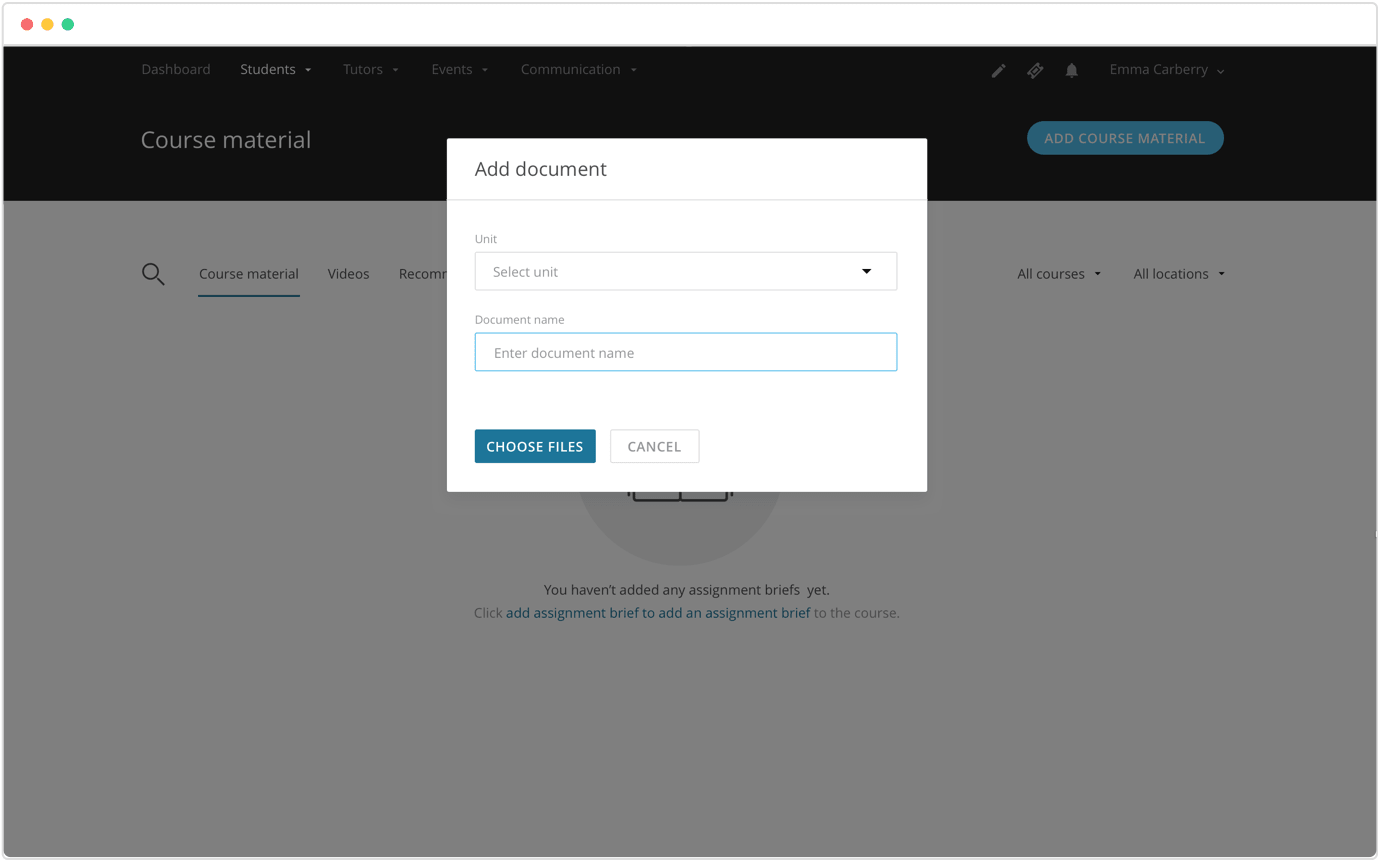 Dashboard Students Tutors Events Communication Emma Carberry
Course material ADD COURSE MATERIAL
Add document
Unit
Select unit
Course material Videos Recomm All courses All locations
Document name
Enter document name
CHOOSE FILES CANCEL
You haven't added any assignment briefs yet.
Click add assignment brief to add an assignment brief to the course.